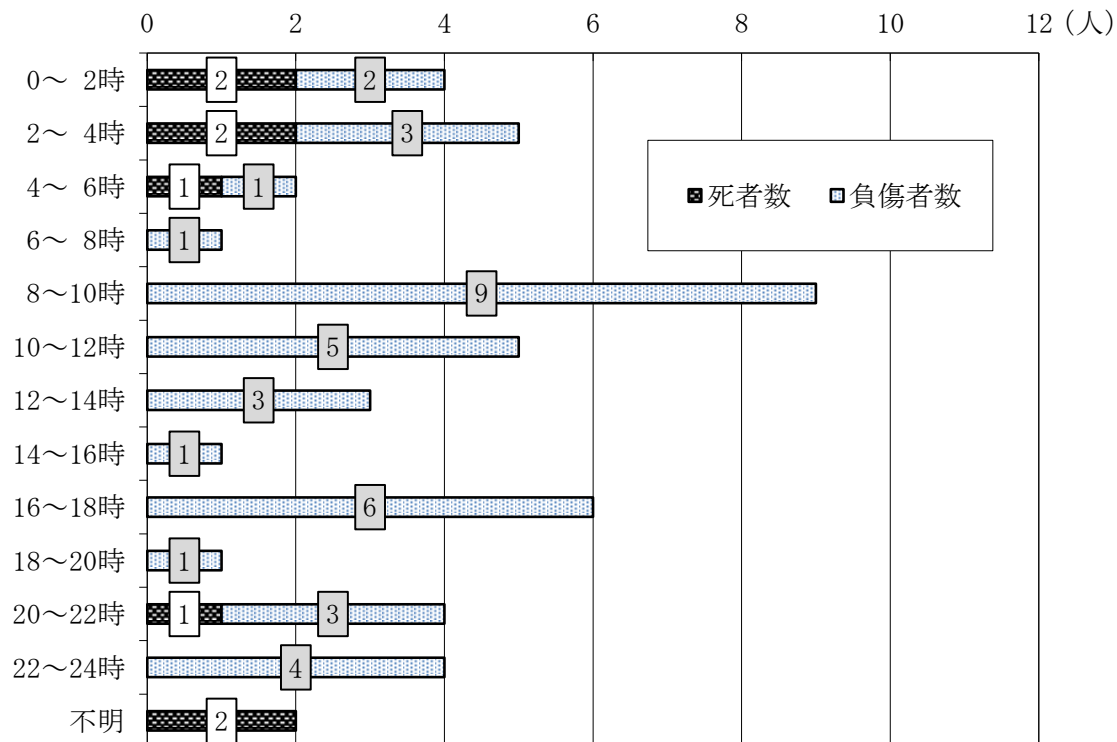 0 2 4 6 8 10 12 (人)
0～ 2時 2 2
2～ 4時 2 3
死者数 負傷者数
4～ 6時 1 1
6～ 8時 1
8～10時 9
10～12時 5
12～14時 3
14～16時 1
16～18時 6
18～20時 1
20～22時 1 3
22～24時 4
不明 2